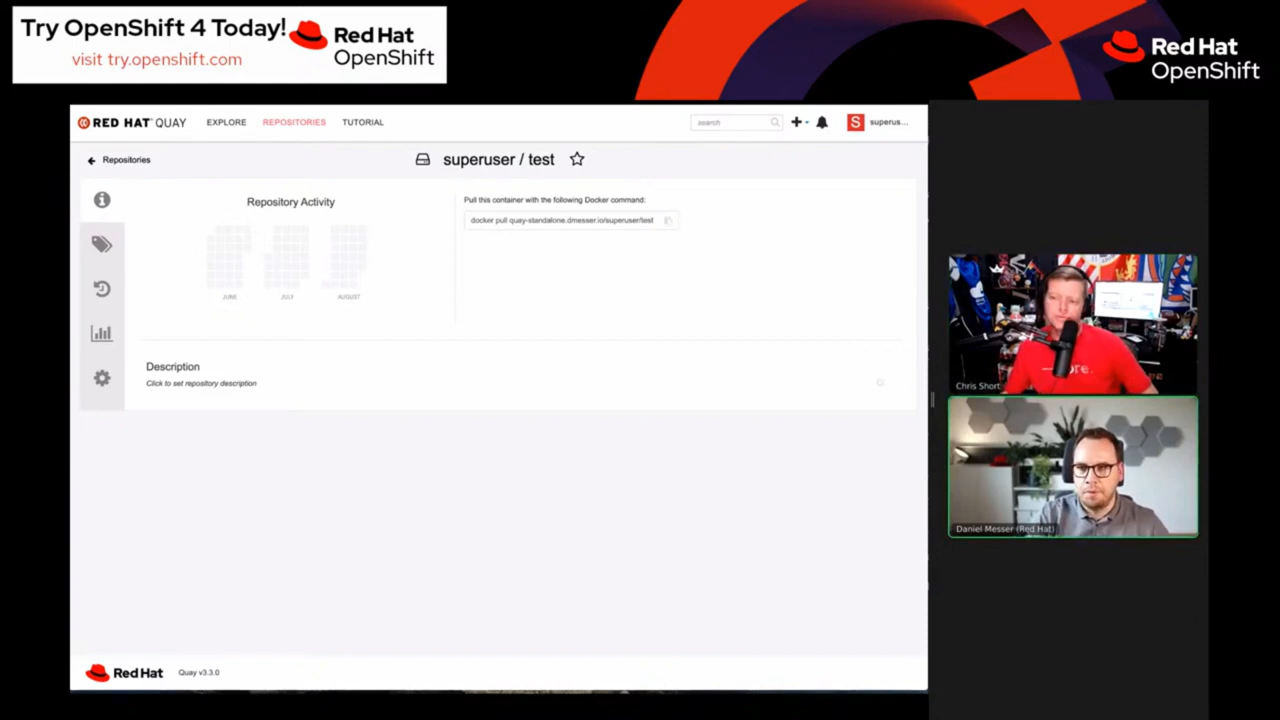 Try OpenShift 4 Today!
visit try.openshift.com
Red Hat
OpenShift
Red Hat
OpenShift
RED HAT QUAY
EXPLORE
REPOSITORIES
TUTORIAL
search
S
superus...
Repositories
superuser / test
Repository Activity
JUNE
JULY
AUGUST
Pull this container with the following Docker command:
docker pull quay-standalone.dmesser.io/superuser/test
Description
Click to set repository description
Chris Short
Daniel Messer (Red Hat)
Red Hat
Quay v3.3.0